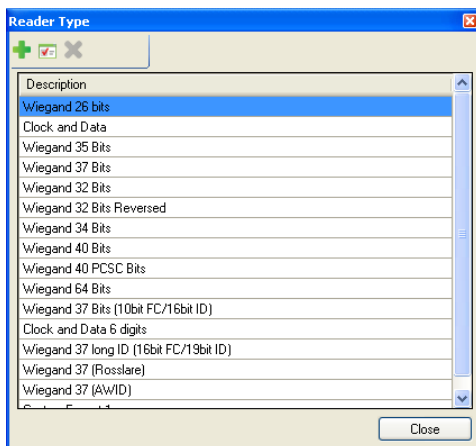 Reader Type
Description
Wiegand 26 bits
Clock and Data
Wiegand 35 Bits
Wiegand 37 Bits
Wiegand 32 Bits
Wiegand 32 Bits Reversed
Wiegand 34 Bits
Wiegand 40 Bits
Wiegand 40 PCSC Bits
Wiegand 64 Bits
Wiegand 37 Bits (10bit FC/16bit ID)
Clock and Data 6 digits
Wiegand 37 long ID (16bit FC/19bit ID)
Wiegand 37 (Rosslare)
Wiegand 37 (AWID)
Close